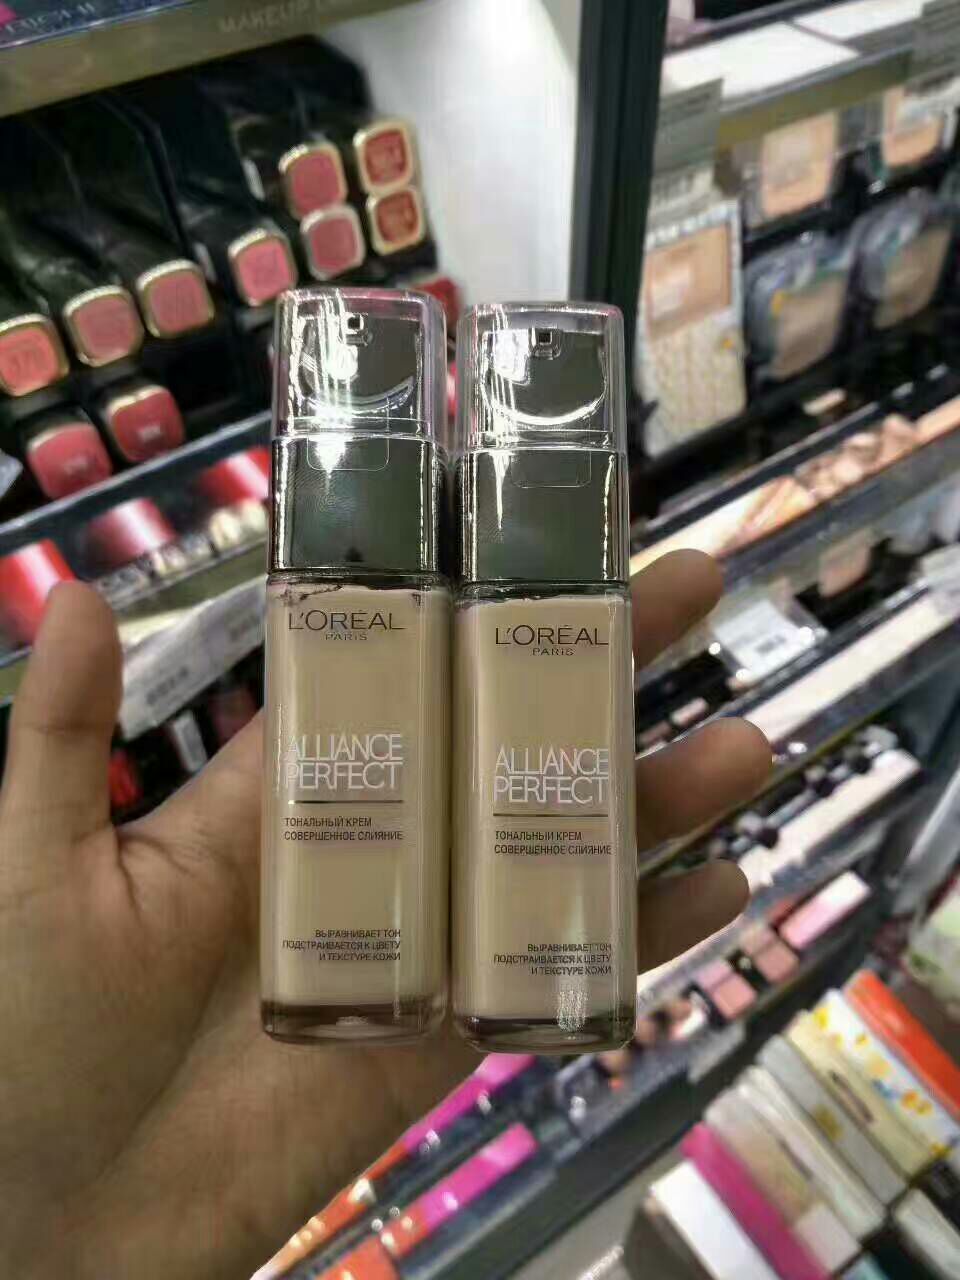 MAKEUP
L'ORÉAL
PARIS
ALLIANCE
PERFECT
ТОНАЛЬНЫЙ КРЕМ
СОВЕРШЕННОЕ СЛИЯНИЕ
ВЫРАВНИВАЕТ ТОН
ПОДСТРАИВАЕТСЯ К ЦВЕТУ
И ТЕКСТУРЕ КОЖИ
L'ORÉAL
PARIS
ALLIANCE
PERFECT
ТОНАЛЬНЫЙ КРЕМ
СОВЕРШЕННОЕ СЛИЯНИЕ
ВЫРАВНИВАЕТ ТОН
ПОДСТРАИВАЕТСЯ К ЦВЕТУ
И ТЕКСТУРЕ КОЖИ